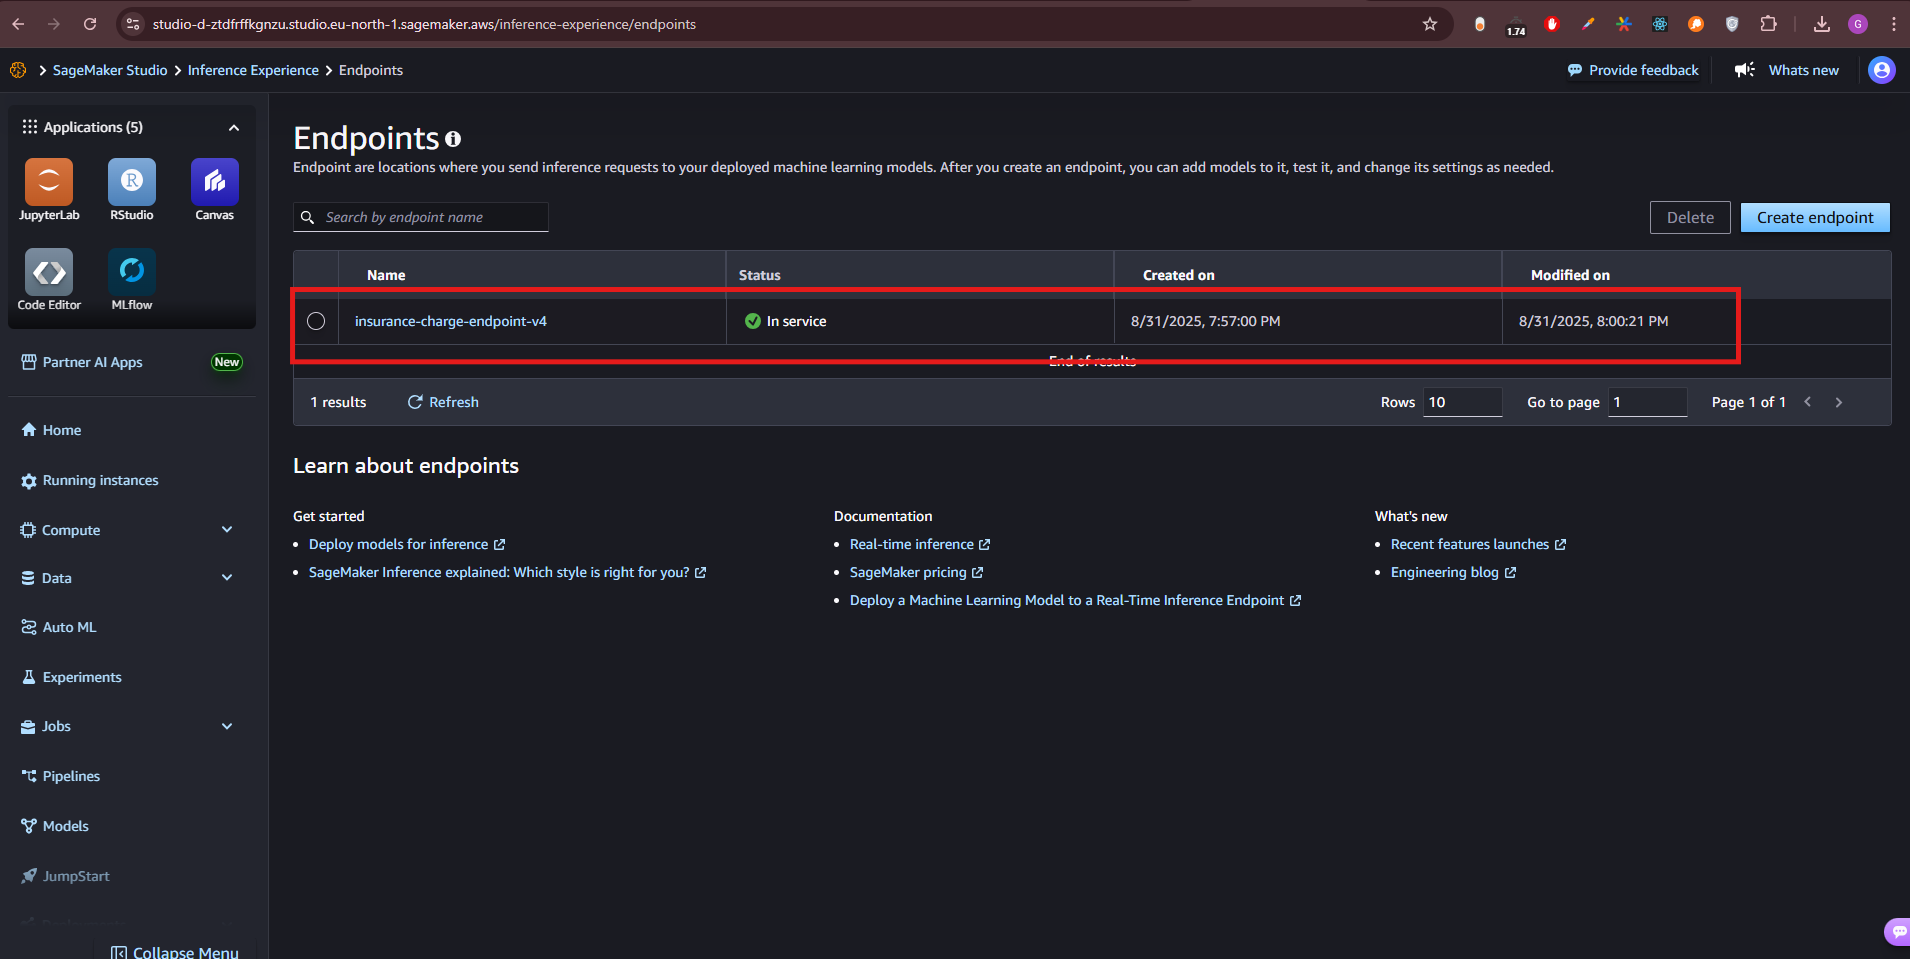 studio-d-ztdfrffkgnzu.studio.eu-north-1.sagemaker.aws/inference-experience/endpoints
1.74
G
SageMaker Studio
Inference Experience
Endpoints
Provide feedback
Whats new
Applications (5)
JupyterLab
R
RStudio
Canvas
Code Editor
MLflow
Partner AI Apps
New
Home
Running instances
Compute
Data
Auto ML
Experiments
Jobs
Pipelines
Models
JumpStart
Collapse Menu
Endpoints
Endpoint are locations where you send inference requests to your deployed machine learning models. After you create an endpoint, you can add models to it, test it, and change its settings as needed.
Search by endpoint name
Delete
Create endpoint
Name Status Created on Modified on
insurance-charge-endpoint-v4 In service 8/31/2025, 7:57:00 PM 8/31/2025, 8:00:21 PM
End of results
1 results
Refresh
Rows 10
Go to page 1
Page 1 of 1
Learn about endpoints
Get started
Deploy models for inference
SageMaker Inference explained: Which style is right for you?
Documentation
Real-time inference
SageMaker pricing
Deploy a Machine Learning Model to a Real-Time Inference Endpoint
What's new
Recent features launches
Engineering blog